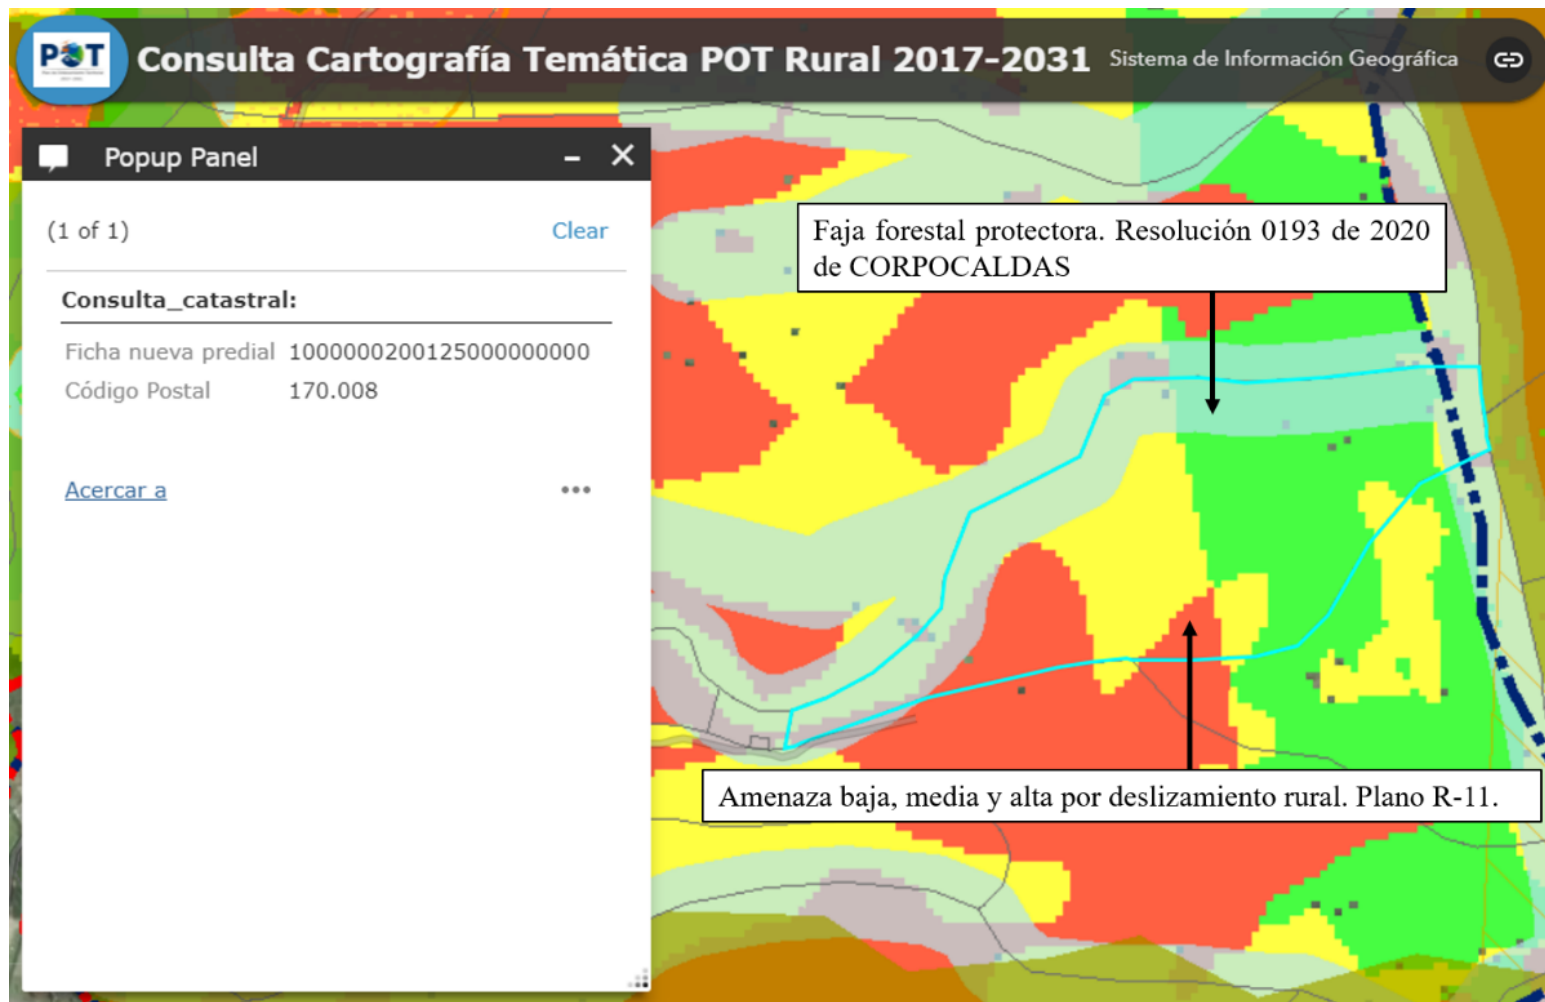 POT
Consulta Cartografía Temática POT Rural 2017-2031 Sistema de Información Geográfica
Popup Panel
(1 of 1) Clear
Consulta_catastral:
Ficha nueva predial 1000000200125000000000
Código Postal 170.008
Acercar a
Faja forestal protectora. Resolución 0193 de 2020
de CORPOCALDAS
Amenaza baja, media y alta por deslizamiento rural. Plano R-11.